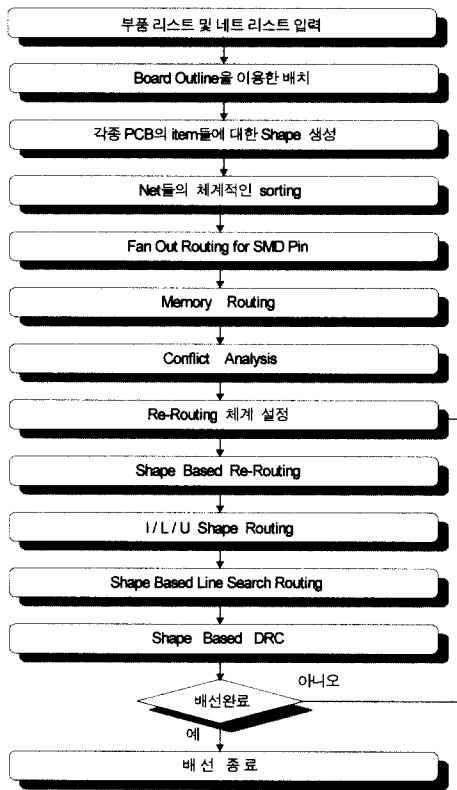 부품 리스트 및 네트 리스트 입력
Board Outline을 이용한 배치
각종 PCB의 item들에 대한 Shape 생성
Net들의 체계적인 sorting
Fan Out Routing for SMD Pin
Memory Routing
Conflict Analysis
Re-Routing 체계 설정
Shape Based Re-Routing
I / L / U Shape Routing
Shape Based Line Search Routing
Shape Based DRC
아니오
배선완료
예
배 선 종 료